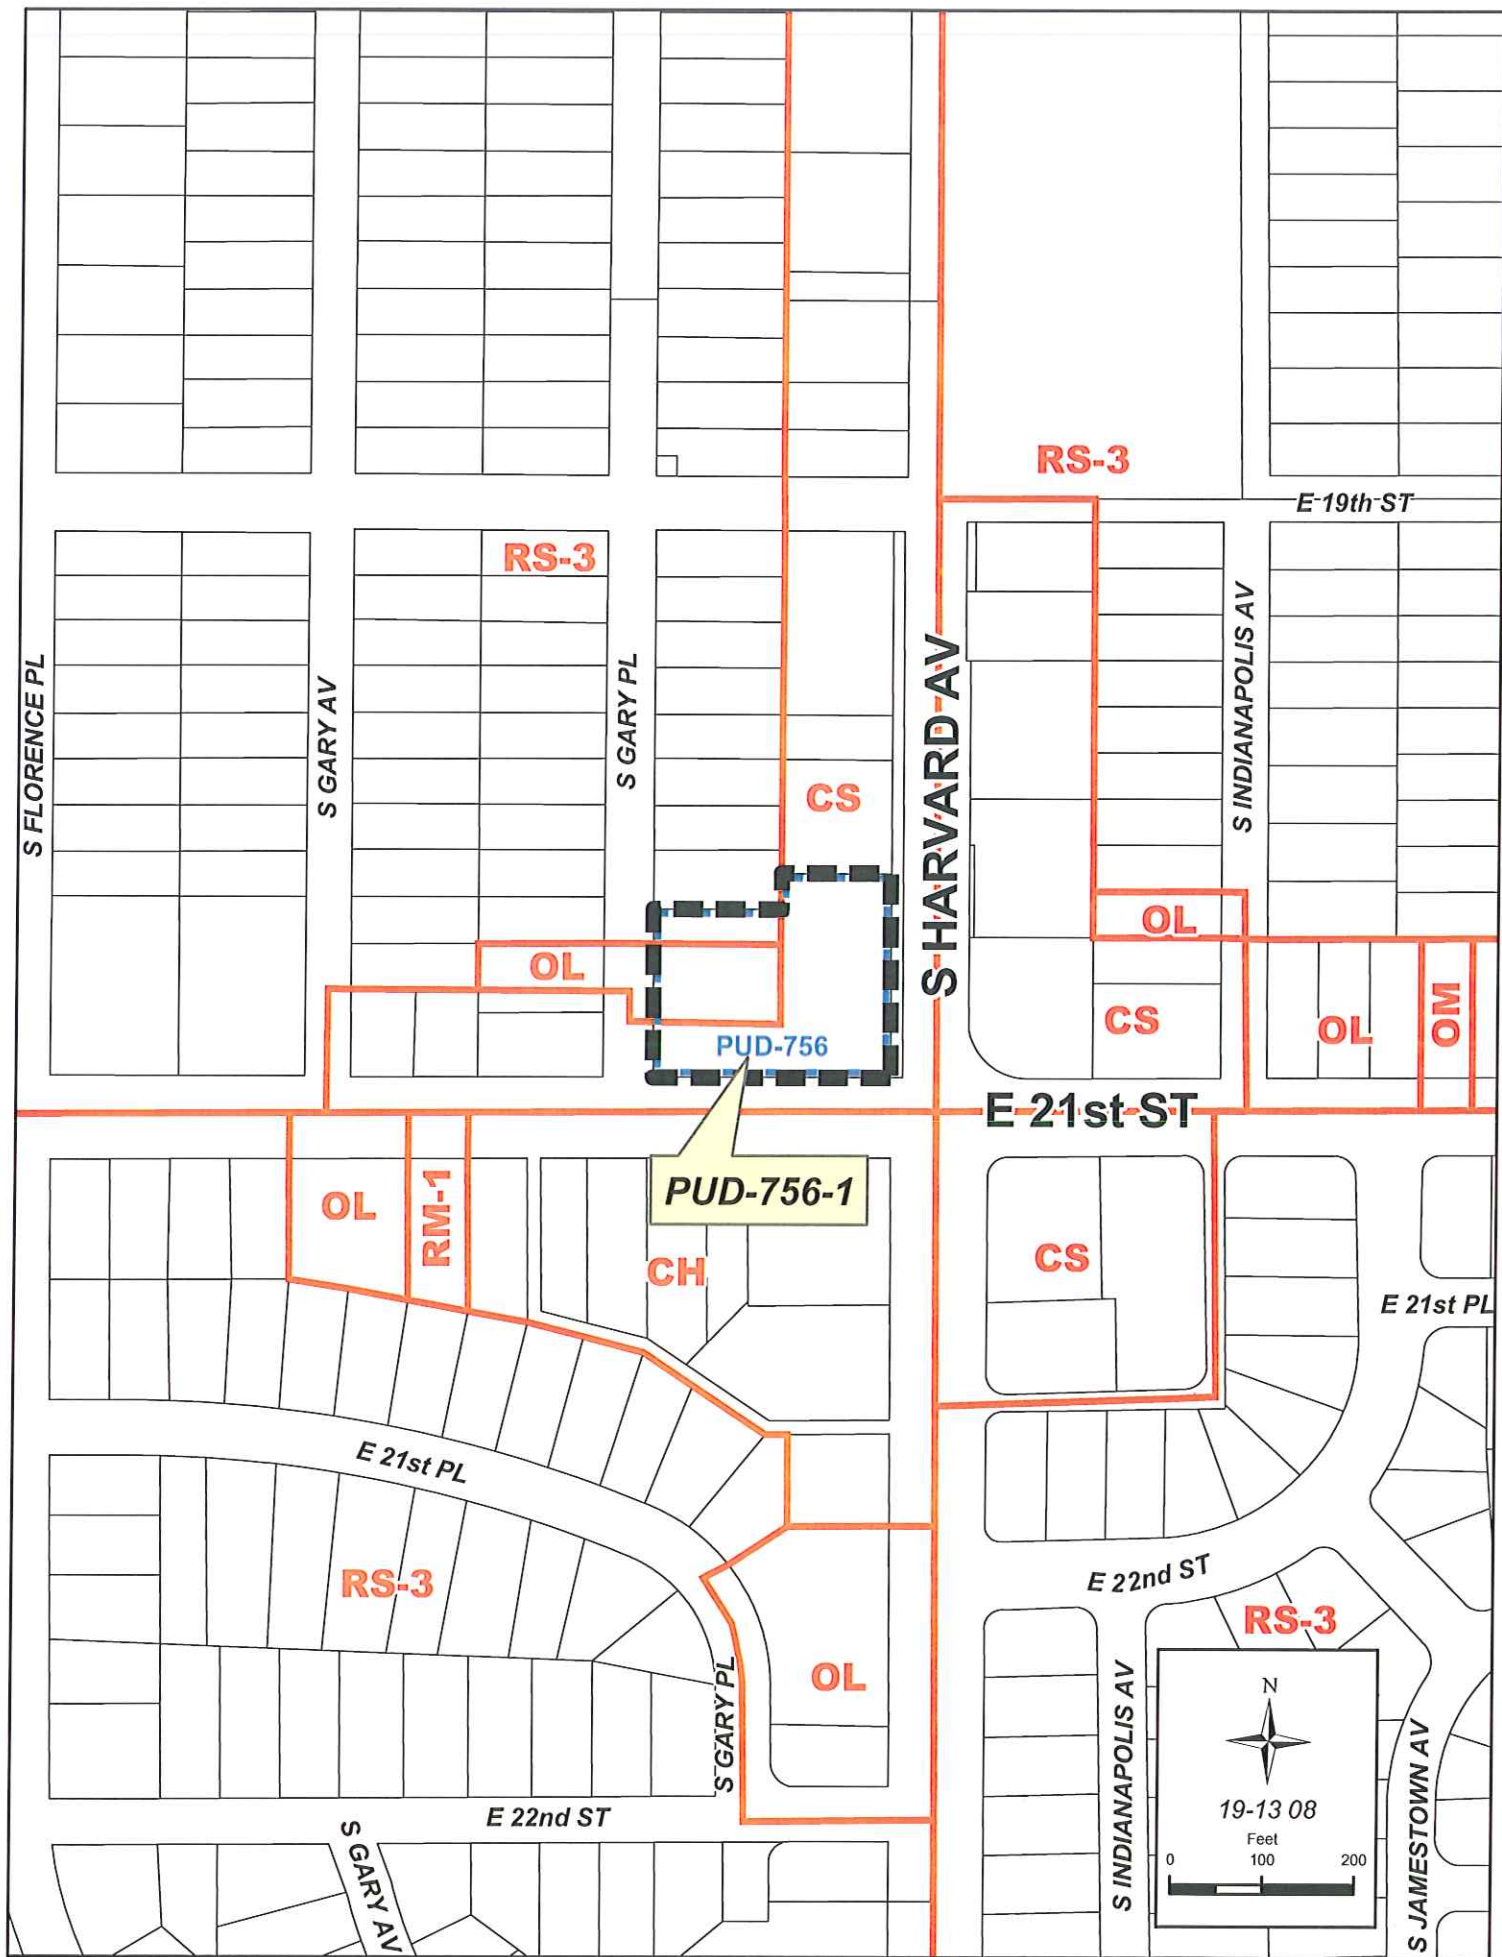 RS-3
E 19th ST
RS-3
S FLORENCE PL
S GARY AV
S GARY PL
S HARVARD AV
S INDIANAPOLIS AV
CS
OL
OL
CS
OL
OM
PUD-756
E 21st ST
PUD-756-1
OL
RM-1
CH
CS
E 21st PL
E 21st PL
E 22nd ST
RS-3
RS-3
OL
S GARY PL
S INDIANAPOLIS AV
S JAMESTOWN AV
N
19-13 08
Feet
0 100 200
E 22nd ST
S GARY AV